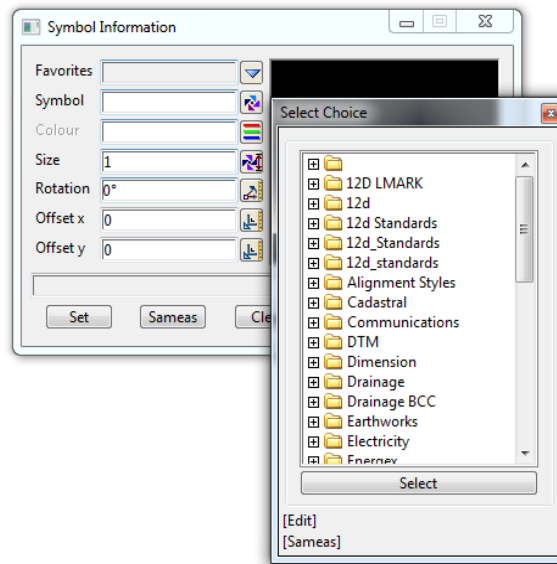 Symbol Information
Favorites
Symbol
Colour
Size 1
Rotation 0°
Offset x 0
Offset y 0
Set Sameas Cle
Select Choice
12D LMARK
12d
12d Standards
12d_Standards
12d_standards
Alignment Styles
Cadastral
Communications
DTM
Dimension
Drainage
Drainage BCC
Earthworks
Electricity
Energex
Select
[Edit]
[Sameas]